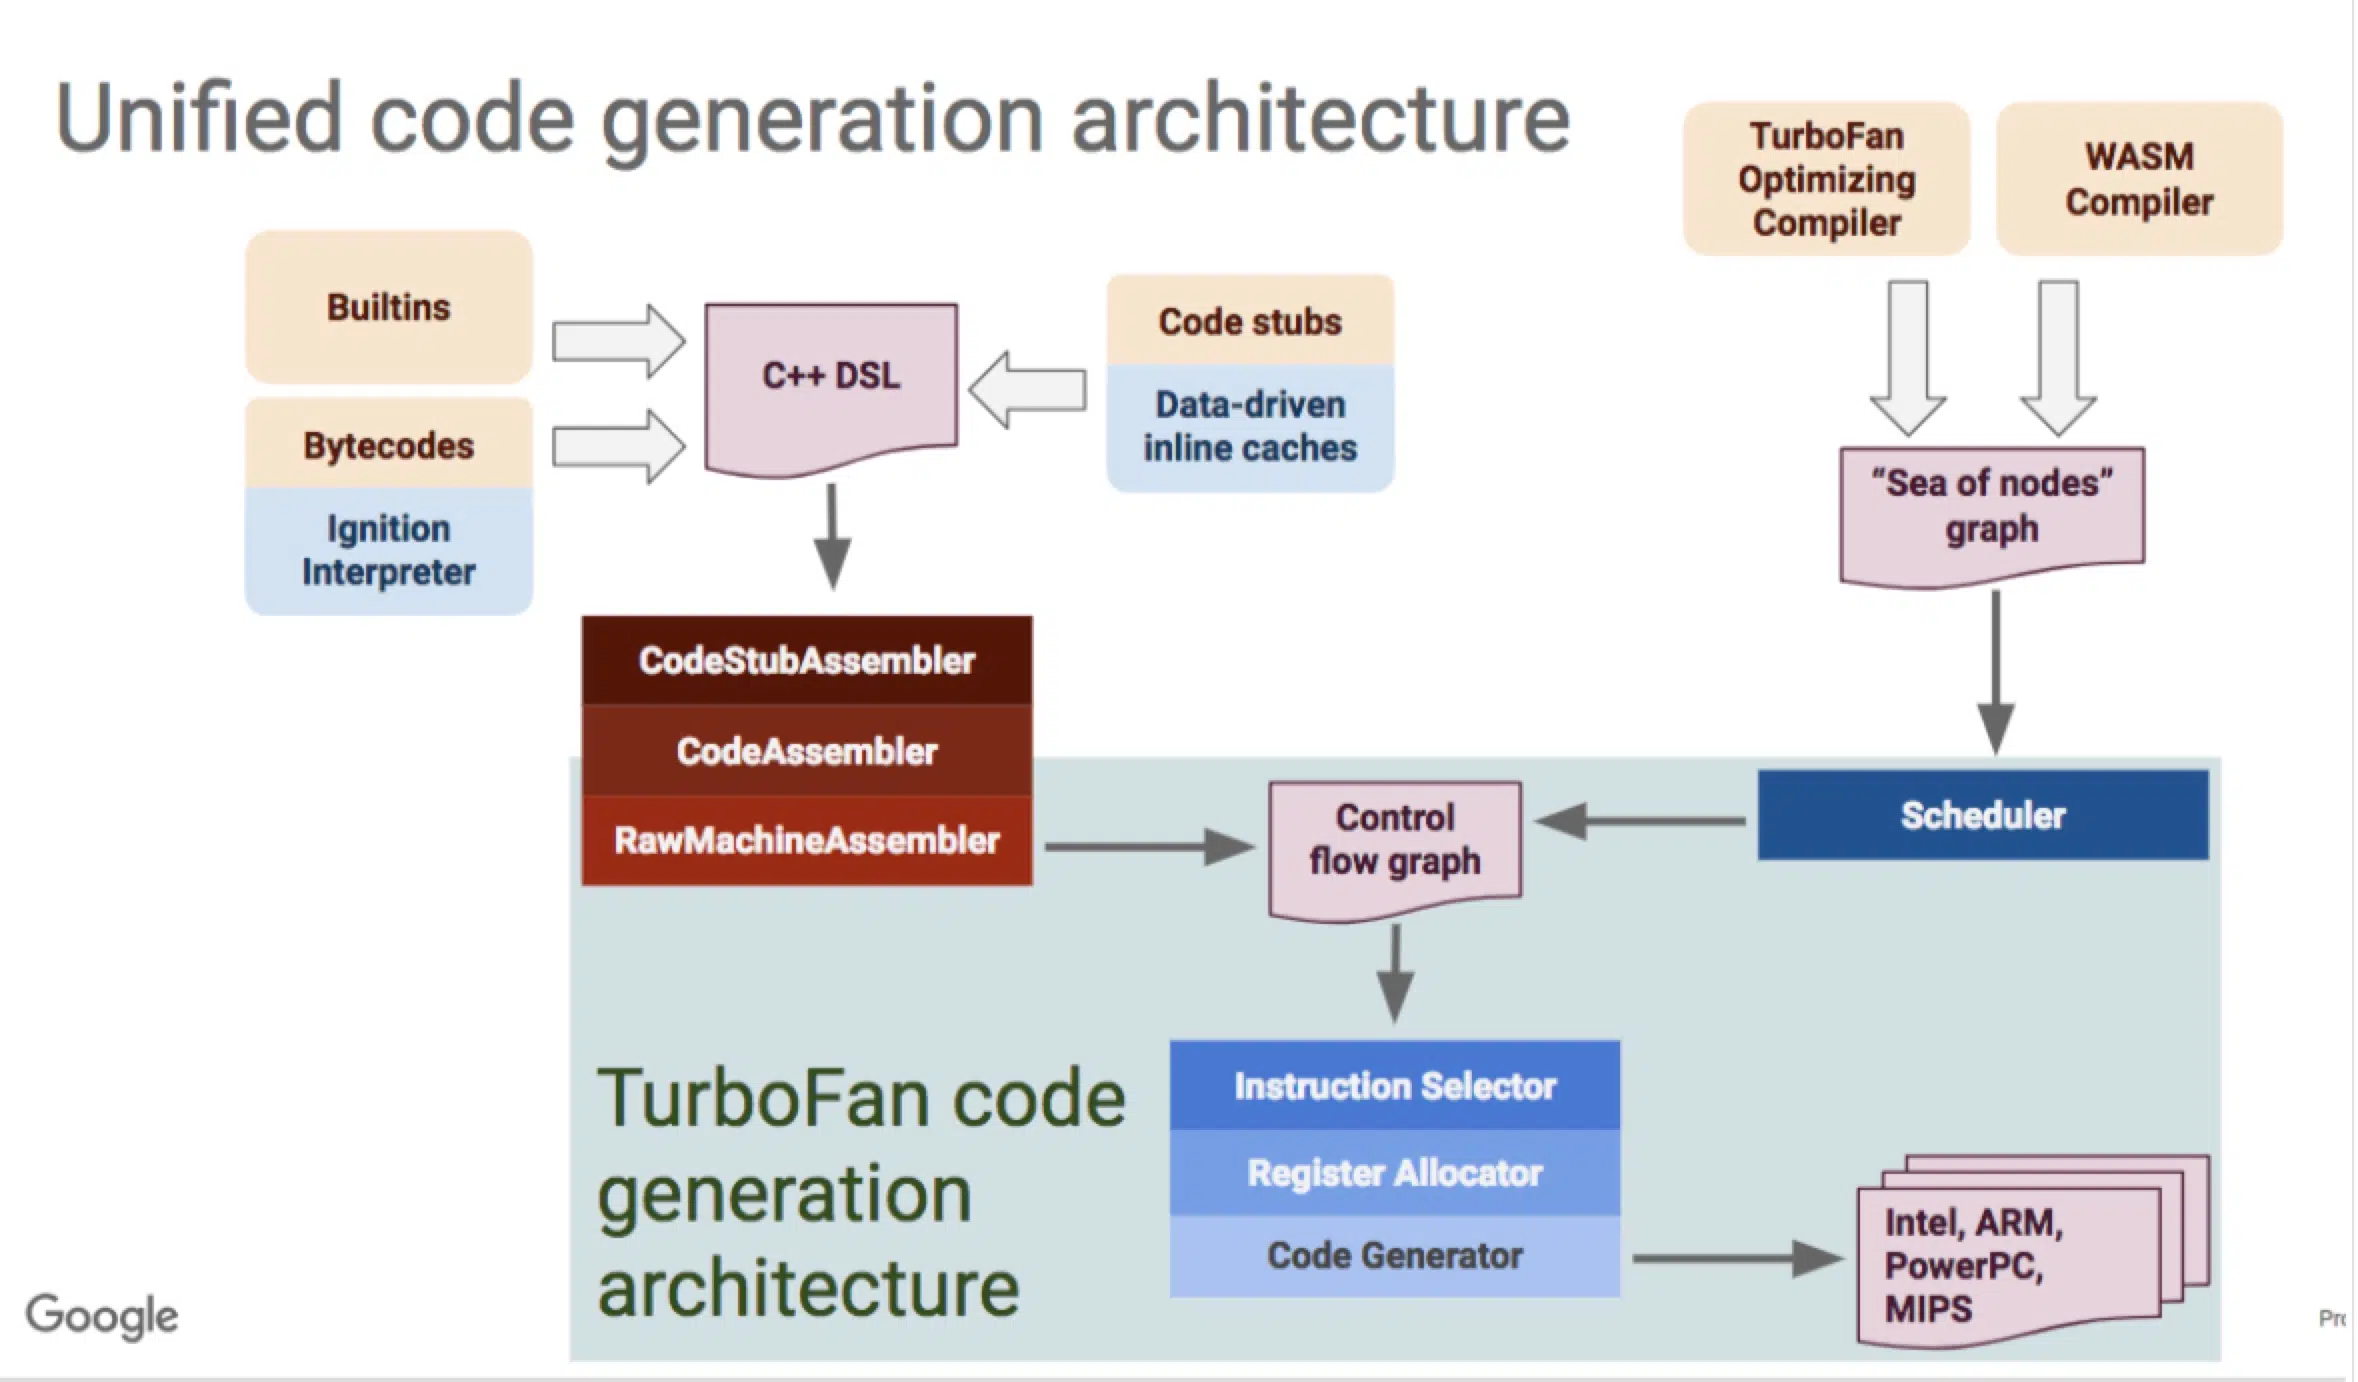 Unified code generation architecture
TurboFan
Optimizing
Compiler
WASM
Compiler
Builtins
Bytecodes
Ignition
Interpreter
C++ DSL
Code stubs
Data-driven
inline caches
“Sea of nodes”
graph
CodeStubAssembler
CodeAssembler
RawMachineAssembler
Control
flow graph
Scheduler
TurboFan code
generation
architecture
Instruction Selector
Register Allocator
Code Generator
Intel, ARM,
PowerPC,
MIPS
Google